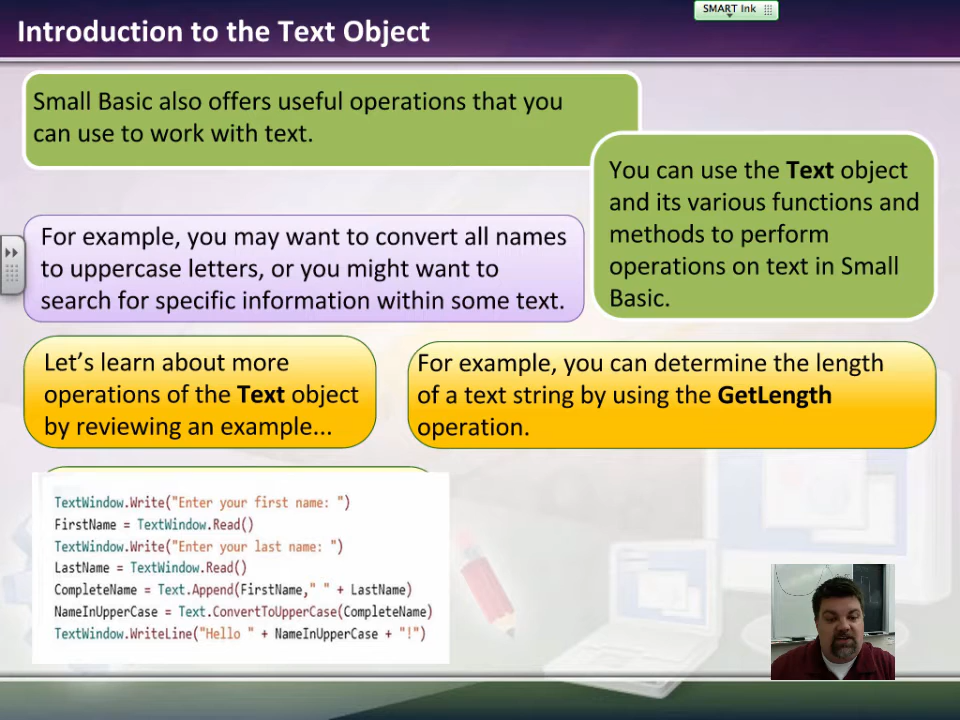 SMART Ink
Introduction to the Text Object
Small Basic also offers useful operations that you
can use to work with text.
You can use the Text object
and its various functions and
methods to perform
operations on text in Small
Basic.
For example, you may want to convert all names
to uppercase letters, or you might want to
search for specific information within some text.
Let's learn about more
operations of the Text object
by reviewing an example...
For example, you can determine the length
of a text string by using the GetLength
operation.
TextWindow.Write("Enter your first name: ")
FirstName = TextWindow.Read()
TextWindow.Write("Enter your last name: ")
LastName = TextWindow.Read()
CompleteName = Text.Append(FirstName," " + LastName)
NameInUpperCase = Text.ConvertToUpperCase(CompleteName)
TextWindow.WriteLine("Hello " + NameInUpperCase + "!")